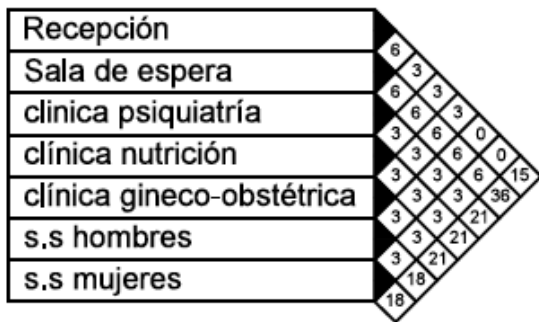 Recepción
6
Sala de espera
3
6 3
clinica psiquiatría
6 3
3 6 0
clínica nutrición
3 6 0
3 3 6 15
clínica gineco-obstétrica
3 3 36
3 3 21
s.s hombres
3 21
3 21
s.s mujeres
18
18